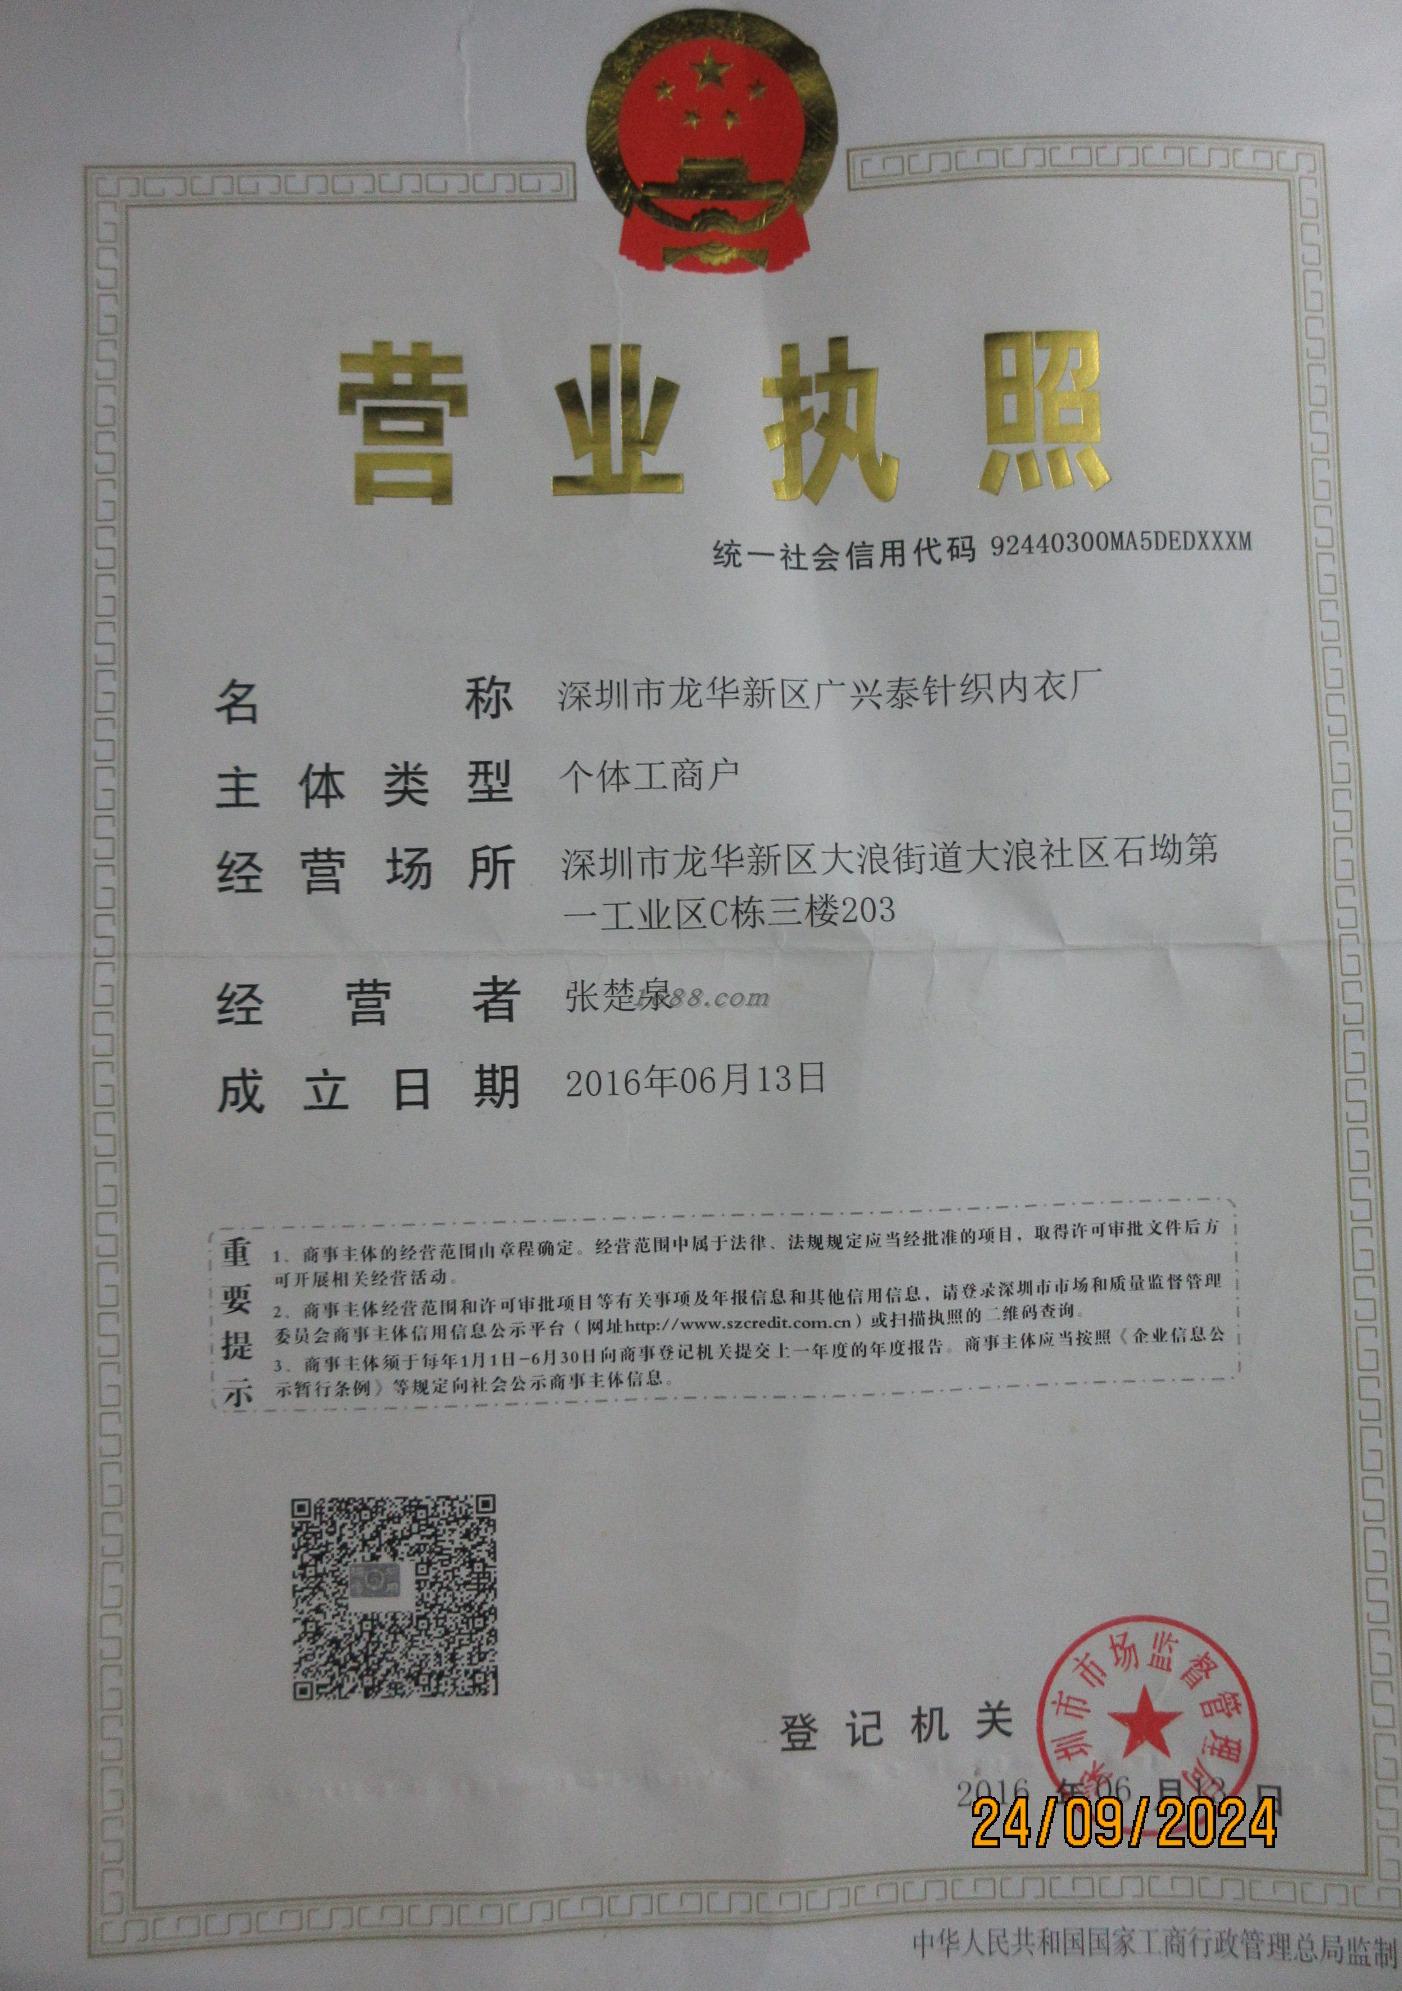 营业执照
统一社会信用代码 92440300MA5DEDXXXM
名称 深圳市龙华新区广兴泰针织内衣厂
主体类型 个体工商户
经营场所 深圳市龙华新区大浪街道大浪社区石坳第
一工业区C栋三楼203
经营者 张楚泉
88.com
成立日期 2016年06月13日
重要提示
1、商事主体的经营范围由章程确定。经营范围中属于法律、法规规定应当经批准的项目，取得许可审批文件后方
可开展相关经营活动。
2、商事主体经营范围和许可审批项目等有关事项及年报信息和其他信用信息，请登录深圳市市场和质量监督管理
委员会商事主体信用信息公示平台（网址http://www.szcredit.com.cn）或扫描执照的二维码查询。
3、商事主体须于每年1月1日-6月30日向商事登记机关提交上一年度的年度报告。商事主体应当按照《企业信息公
示暂行条例》等规定向社会公示商事主体信息。
登记机关
深圳市市场监督管理局
2016 年 06 月 13 日
24/09/2024
中华人民共和国国家工商行政管理总局监制